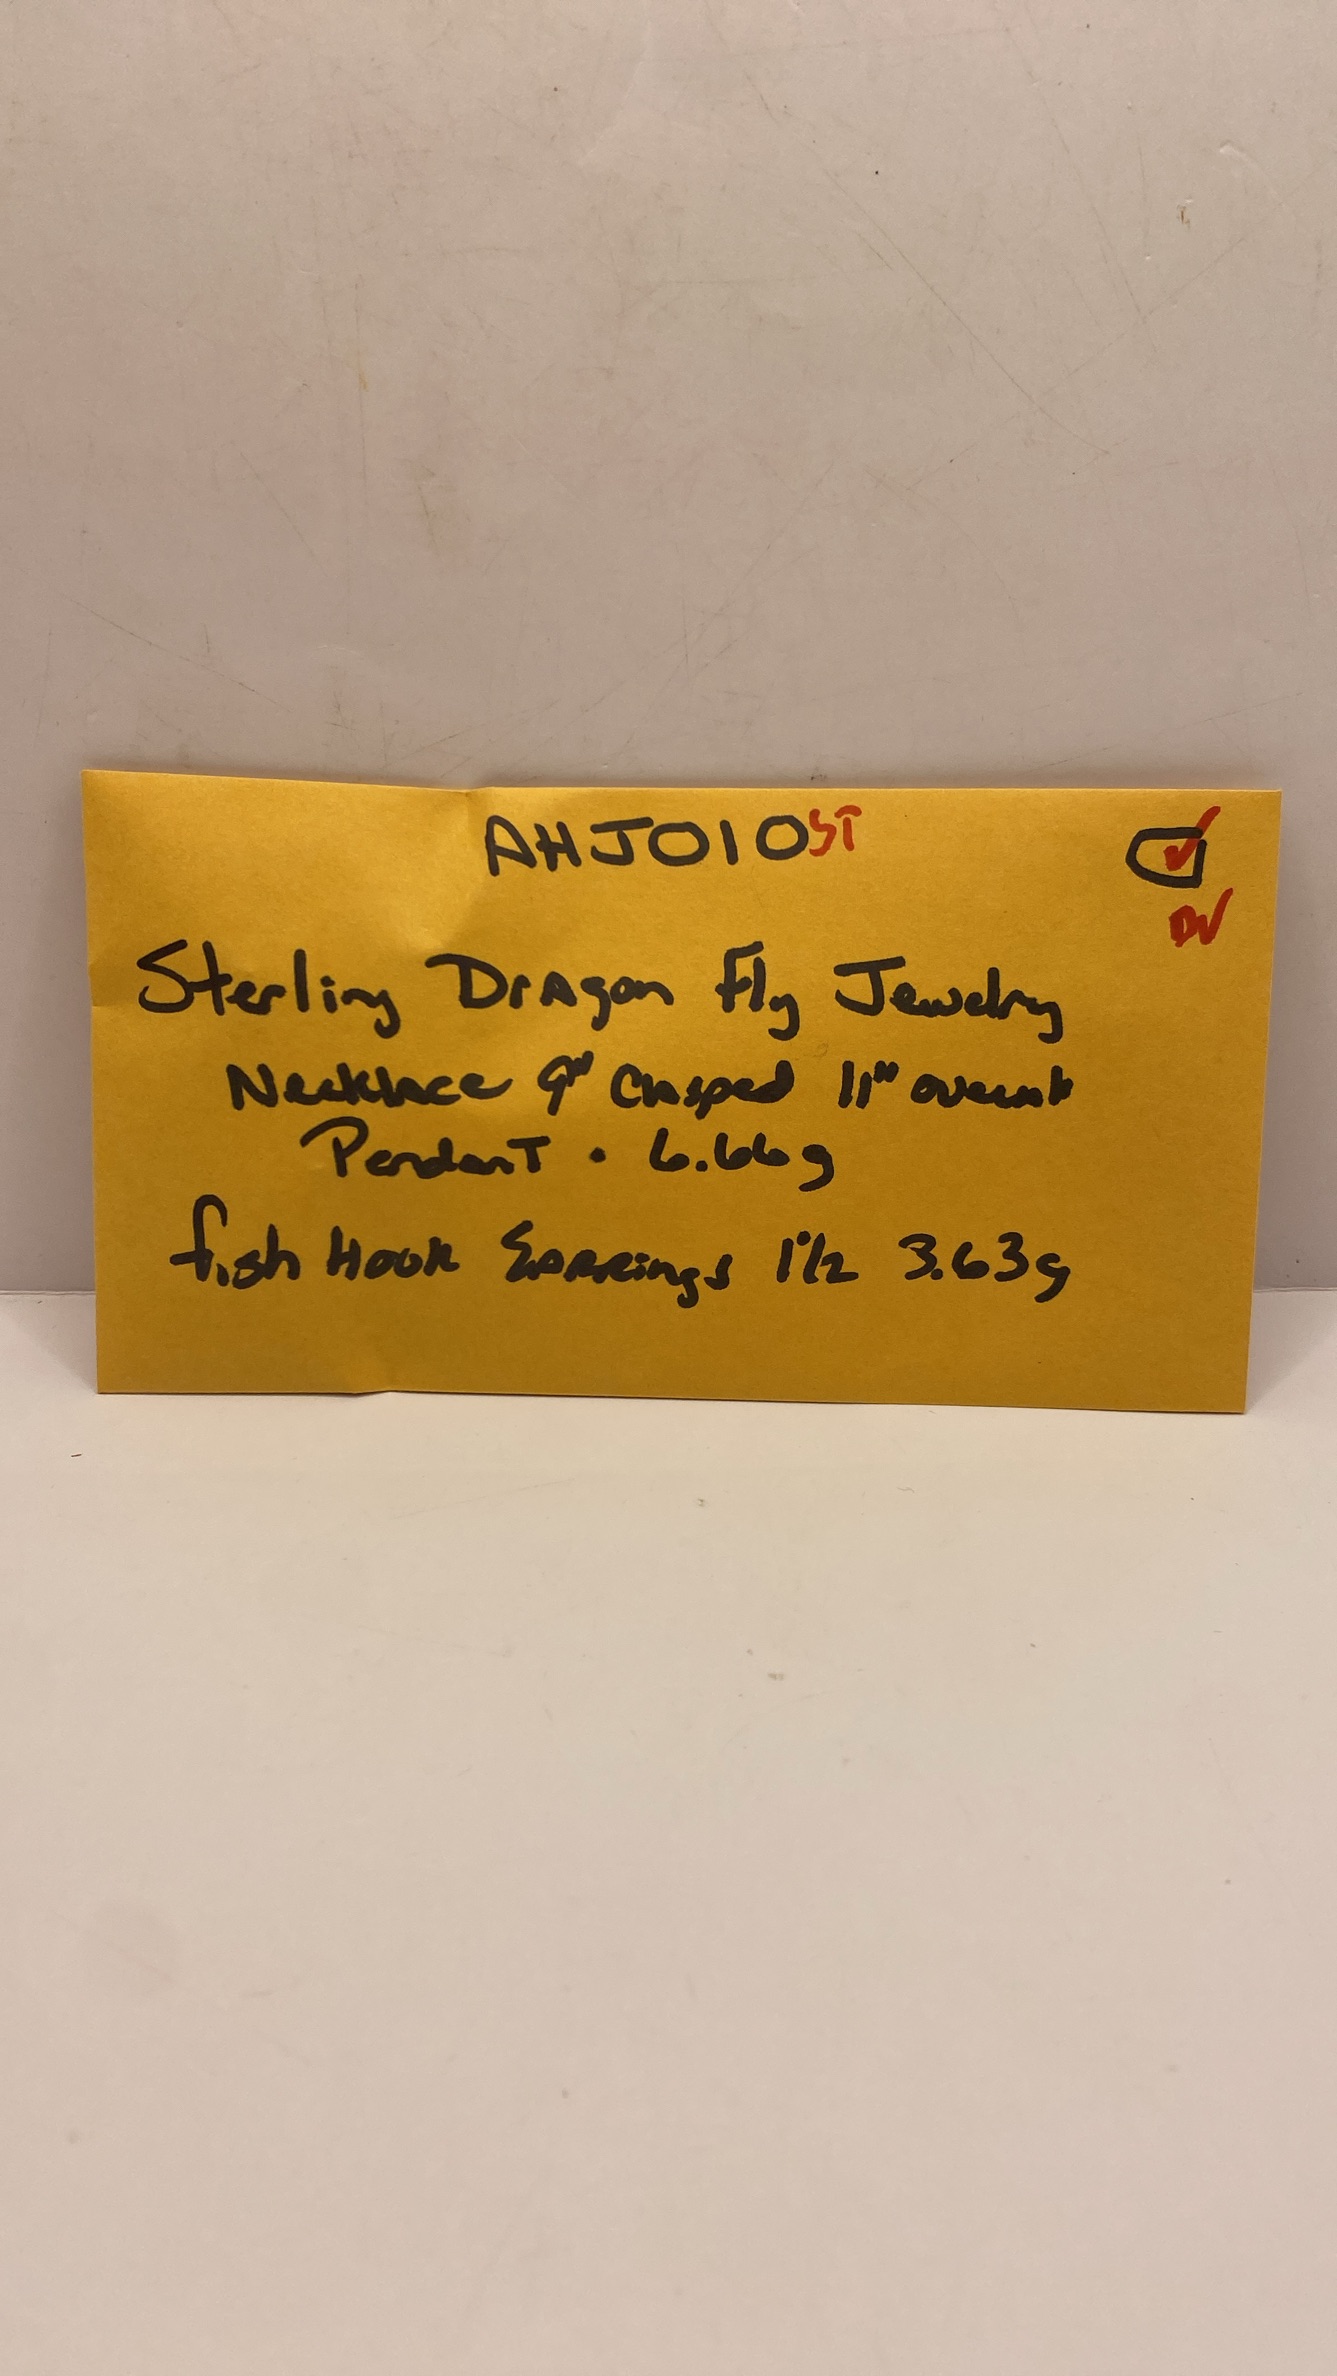 AHJ010ST
DV
Sterling Dragon Fly Jewelry
Necklace 9" Clasped 11" overall
Pendant • 6.66g
fish Hook Earrings 1½ 3.63g